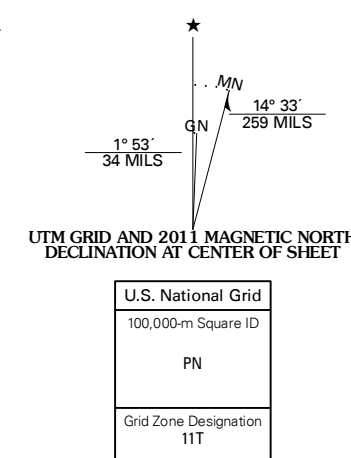 ★
MN
GN
14° 33´
259 MILS
1° 53´
34 MILS
UTM GRID AND 2011 MAGNETIC NORTH
DECLINATION AT CENTER OF SHEET
U.S. National Grid
100,000-m Square ID
PN
Grid Zone Designation
11T